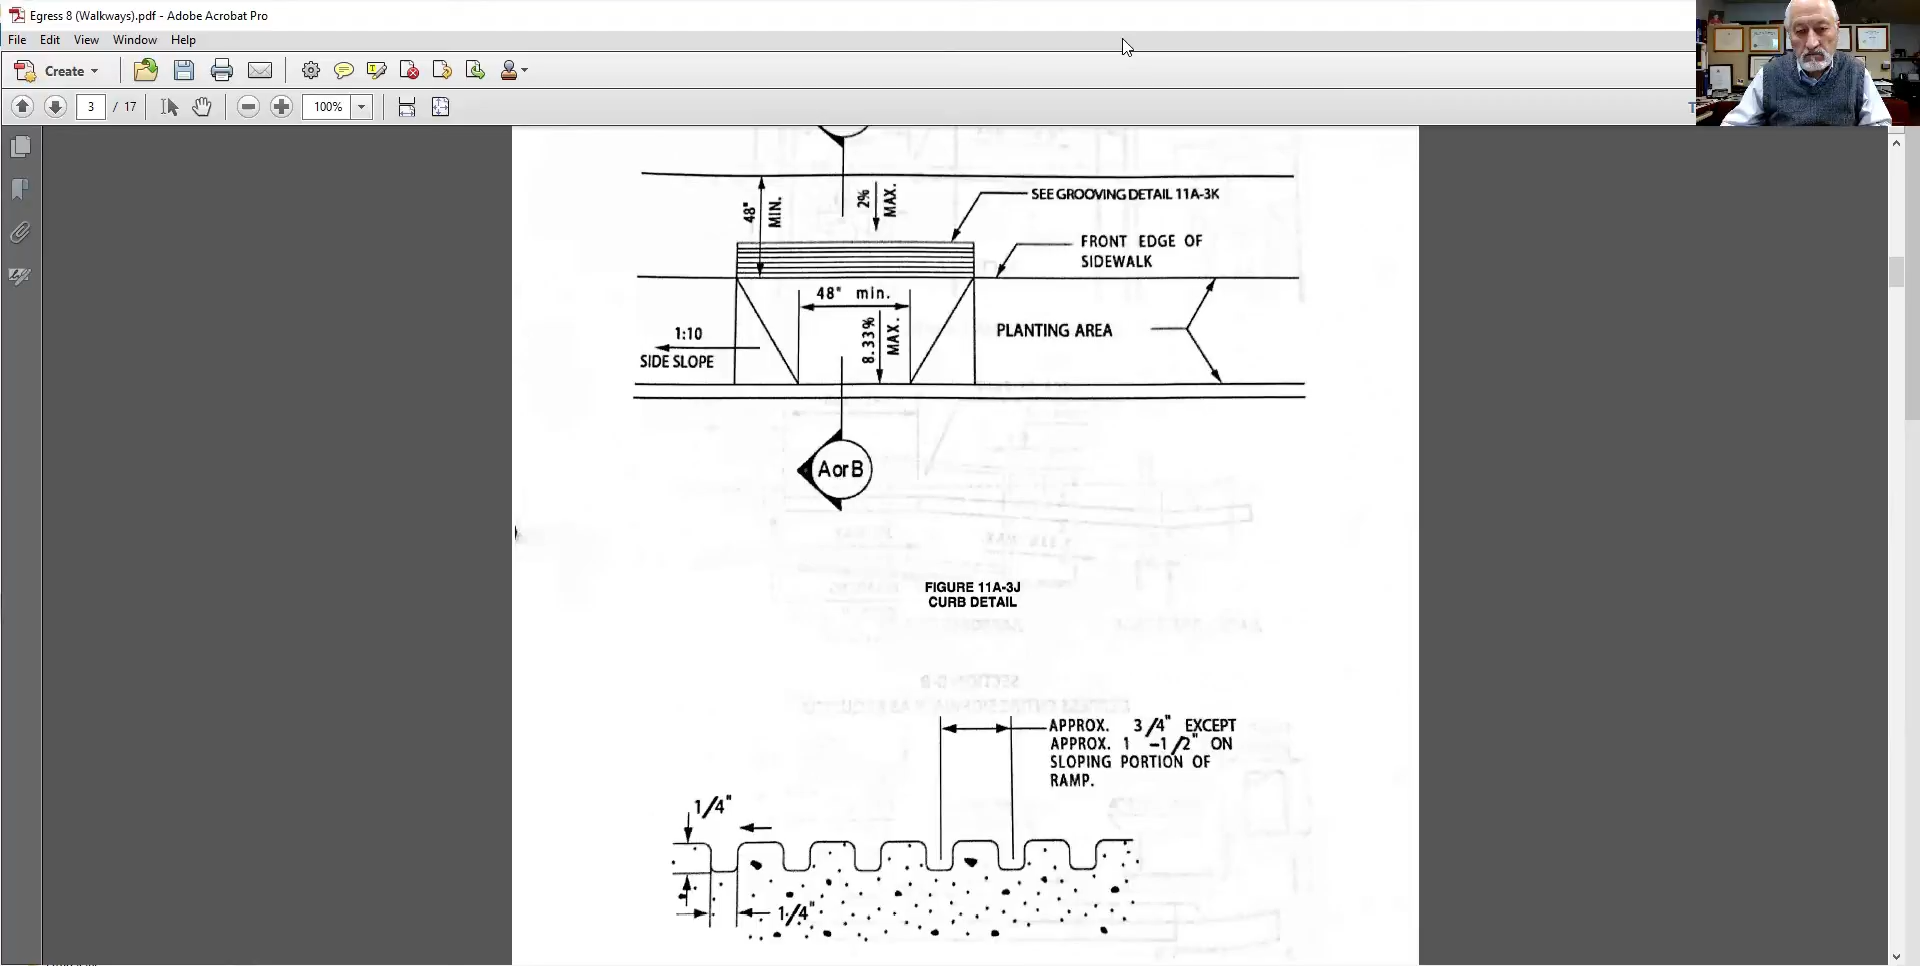 Egress 8 (Walkways).pdf - Adobe Acrobat Pro
File Edit View Window Help
Create
3 / 17 100%
48" MIN.
2% MAX.
SEE GROOVING DETAIL 11A-3K
FRONT EDGE OF
SIDEWALK
48" min.
8.33% MAX.
1:10
SIDE SLOPE
PLANTING AREA
A or B
FIGURE 11A-3J
CURB DETAIL
APPROX. 3/4" EXCEPT
APPROX. 1 -1/2" ON
SLOPING PORTION OF
RAMP.
1/4"
1/4"